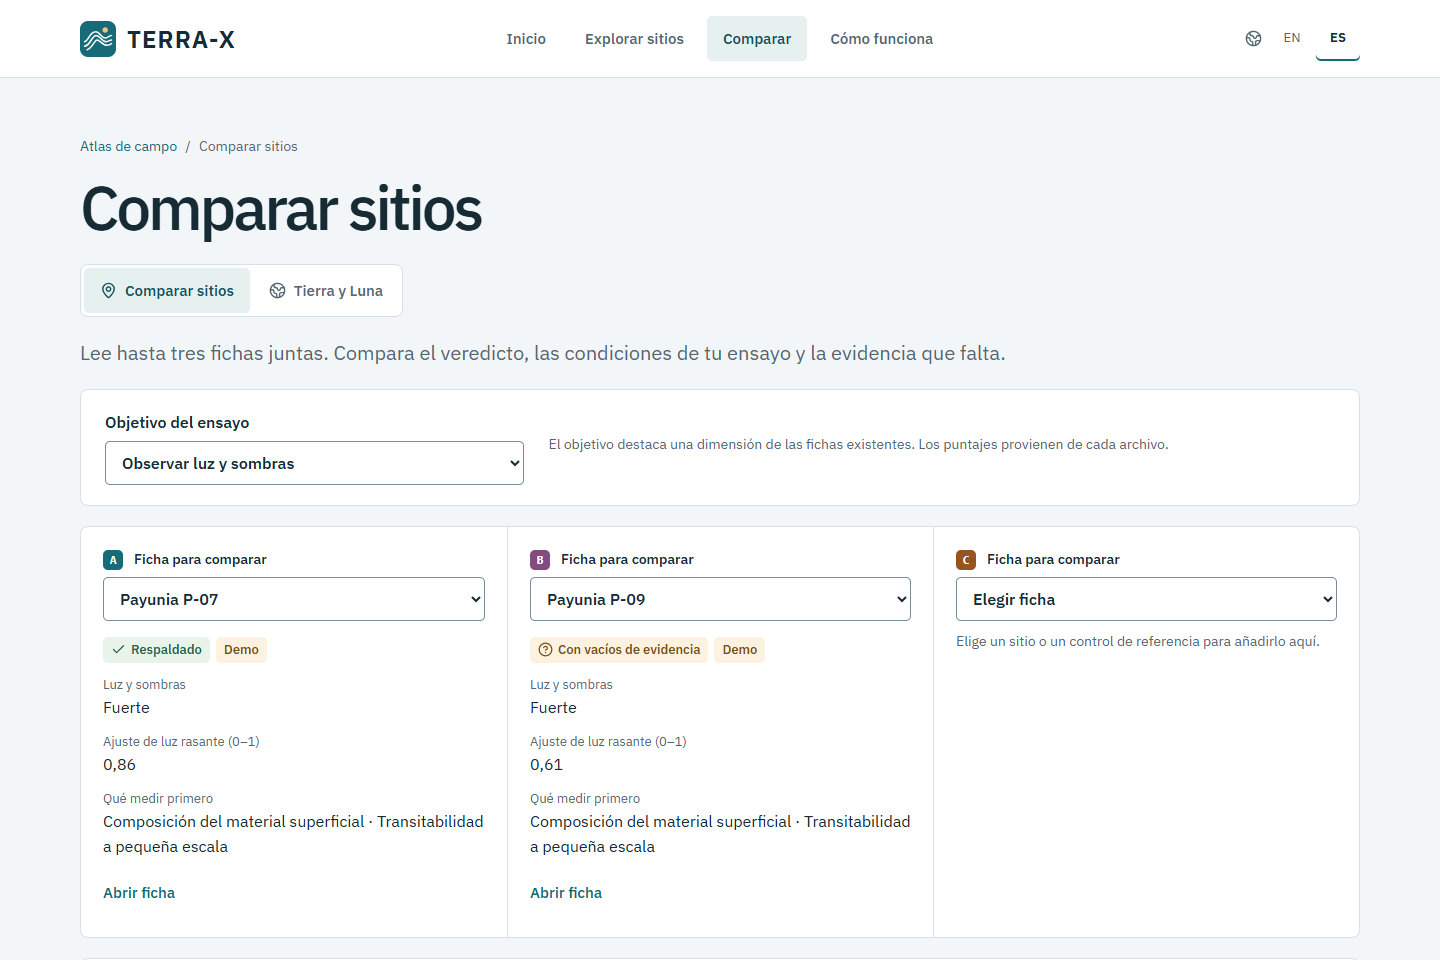 TERRA-X
Inicio
Explorar sitios
Comparar
Cómo funciona
EN
ES
Atlas de campo / Comparar sitios
Comparar sitios
Comparar sitios
Tierra y Luna
Lee hasta tres fichas juntas. Compara el veredicto, las condiciones de tu ensayo y la evidencia que falta.
Objetivo del ensayo
Observar luz y sombras
El objetivo destaca una dimensión de las fichas existentes. Los puntajes provienen de cada archivo.
A Ficha para comparar
Payunia P-07
Respaldado
Demo
Luz y sombras
Fuerte
Ajuste de luz rasante (0–1)
0,86
Qué medir primero
Composición del material superficial · Transitabilidad
a pequeña escala
Abrir ficha
B Ficha para comparar
Payunia P-09
Con vacíos de evidencia
Demo
Luz y sombras
Fuerte
Ajuste de luz rasante (0–1)
0,61
Qué medir primero
Composición del material superficial · Transitabilidad
a pequeña escala
Abrir ficha
C Ficha para comparar
Elegir ficha
Elige un sitio o un control de referencia para añadirlo aquí.